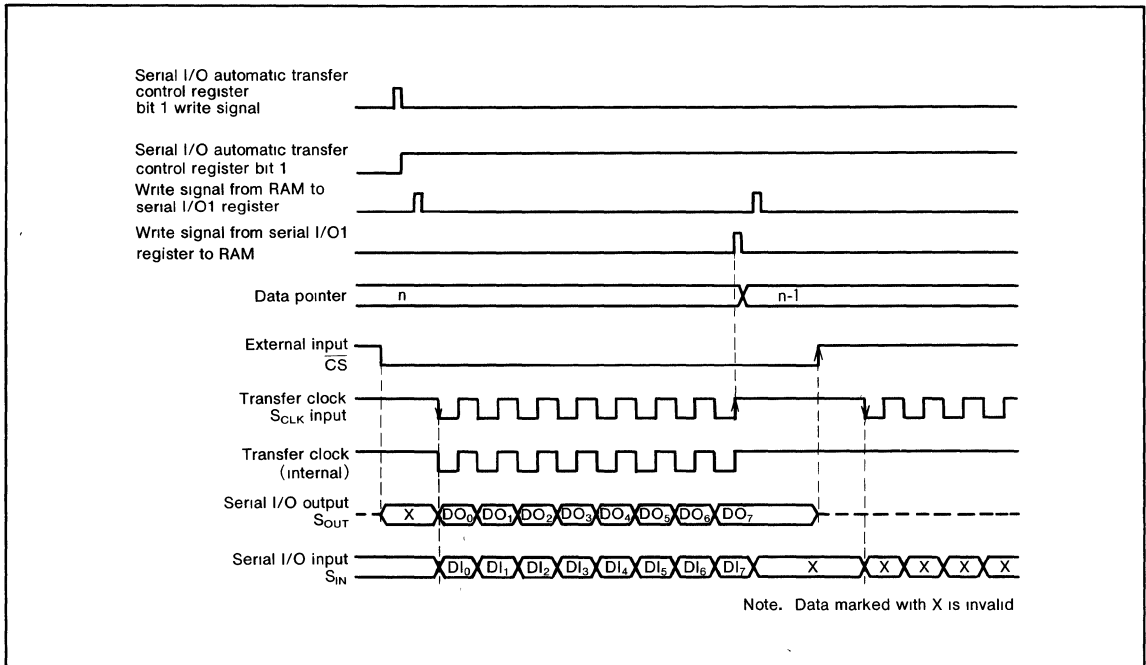 Serial I/O automatic transfer
control register
bit 1 write signal
Serial I/O automatic transfer
control register bit 1
Write signal from RAM to
serial I/O1 register
Write signal from serial I/O1
register to RAM
Data pointer n n-1
External input
CS
Transfer clock
SCLK input
Transfer clock
(internal)
Serial I/O output
SOUT
X DO0 DO1 DO2 DO3 DO4 DO5 DO6 DO7
Serial I/O input
SIN
DI0 DI1 DI2 DI3 DI4 DI5 DI6 DI7 X X X X X
Note. Data marked with X is invalid